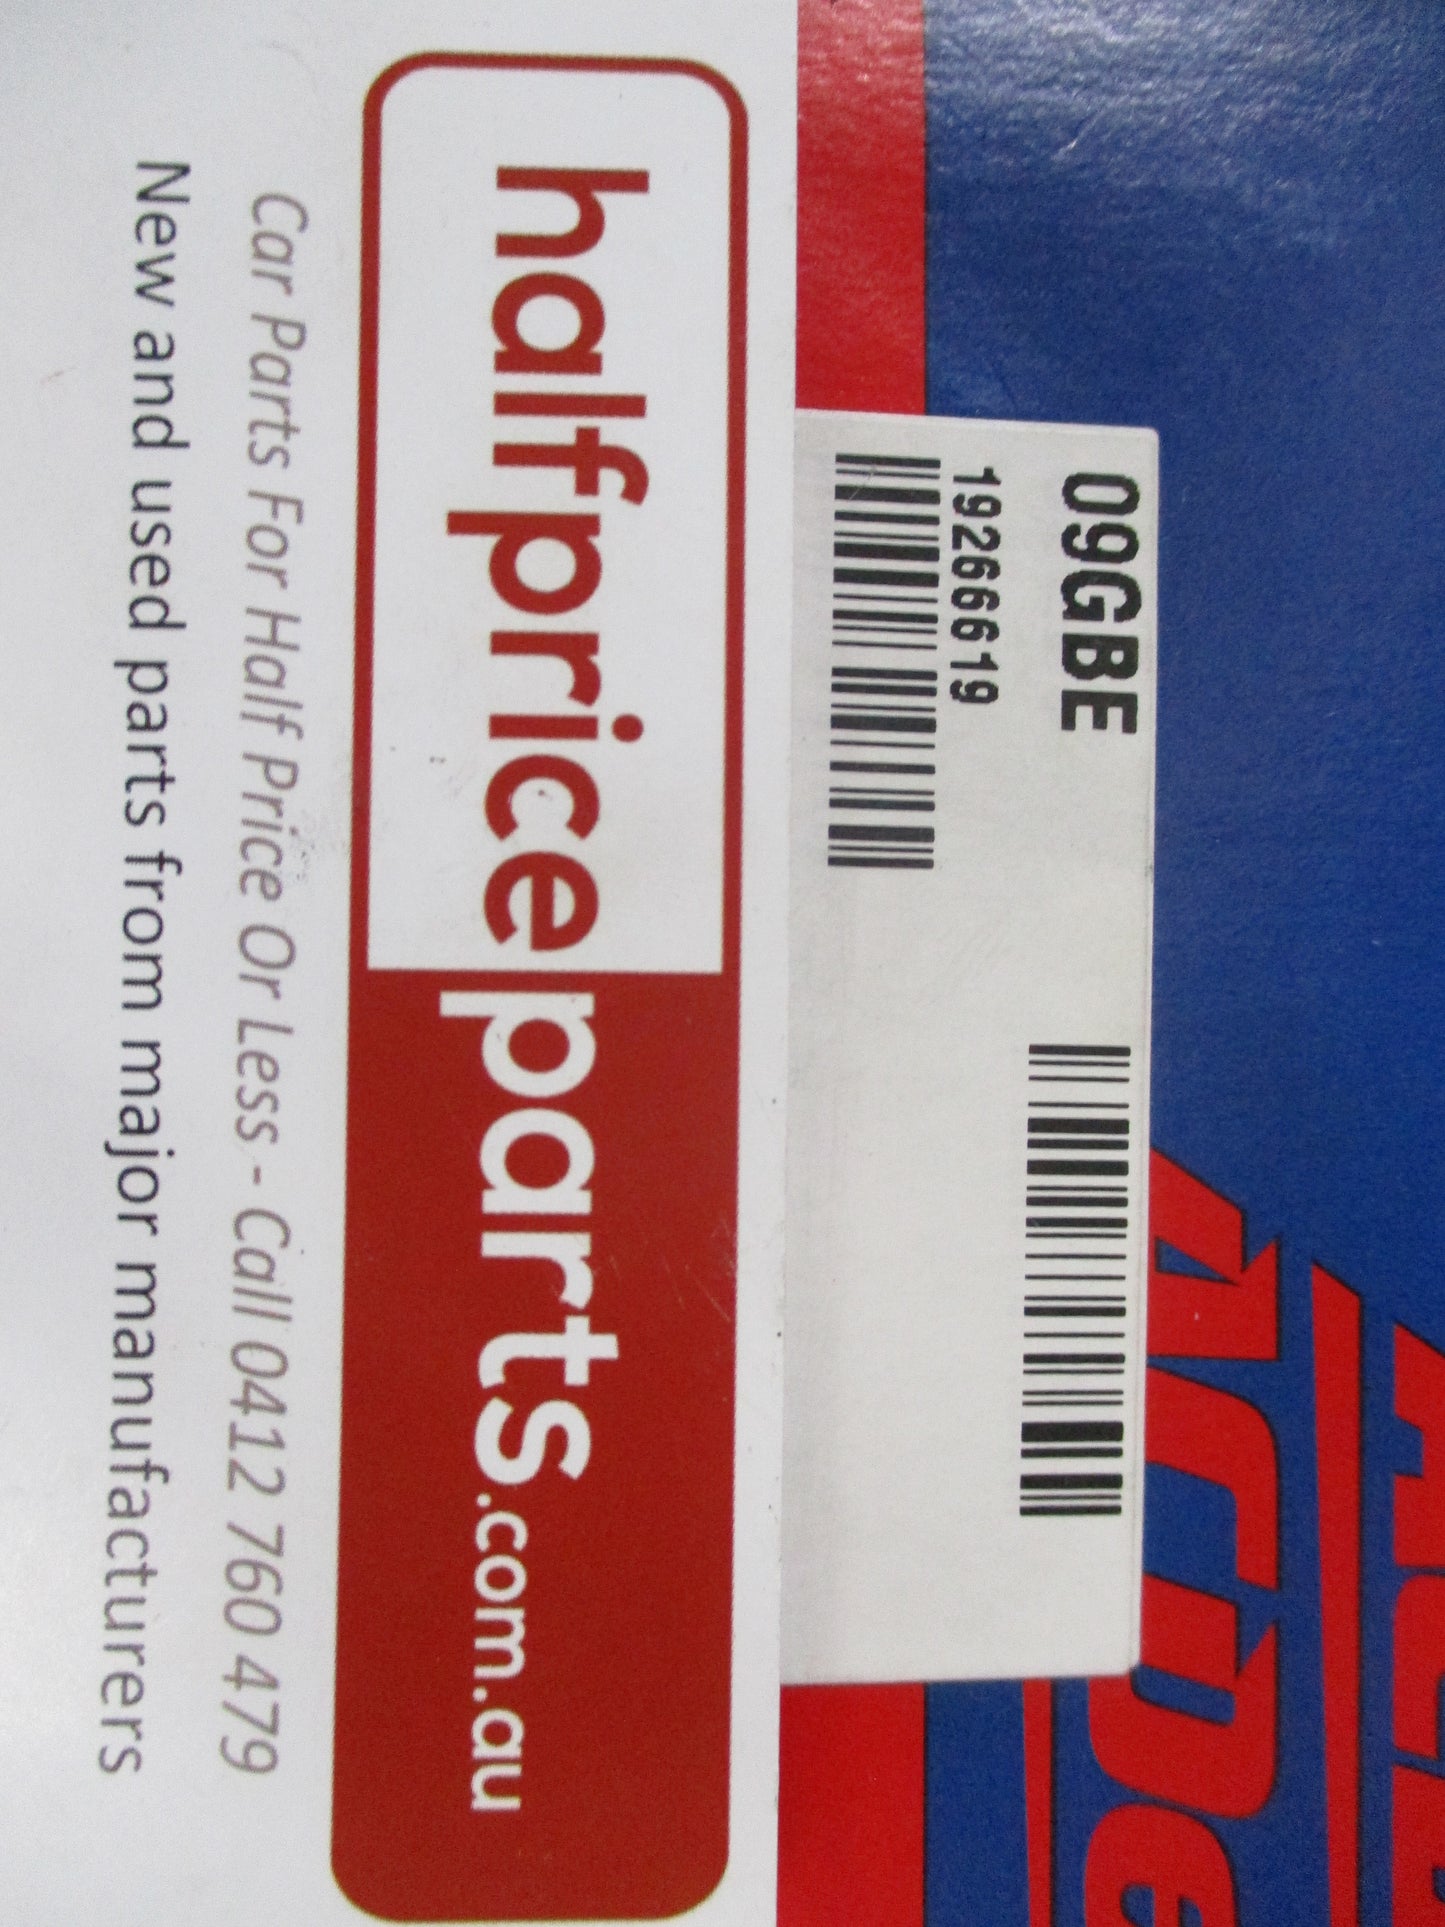 09GBE
19266619
halfpriceparts.com.au
Car Parts For Half Price Or Less - Call 0412 760 479
New and used parts from major manufacturers